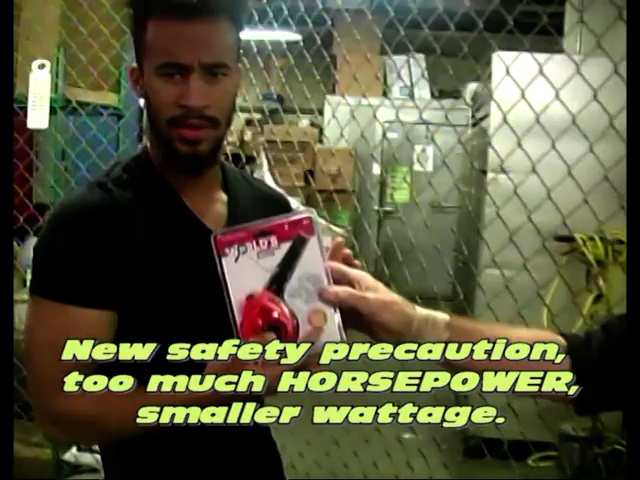 New safety precaution,
too much HORSEPOWER,
smaller wattage.